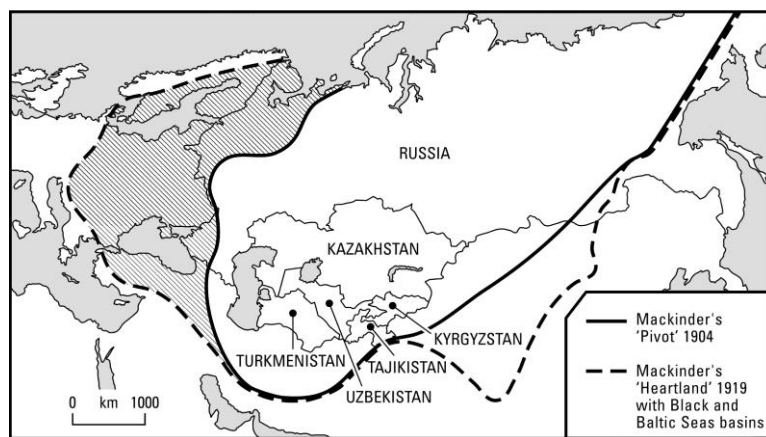 RUSSIA
KAZAKHSTAN
KYRGYZSTAN
TURKMENISTAN
TAJIKISTAN
UZBEKISTAN
0 km 1000
Mackinder's
'Pivot' 1904
Mackinder's
'Heartland' 1919
with Black and
Baltic Seas basins